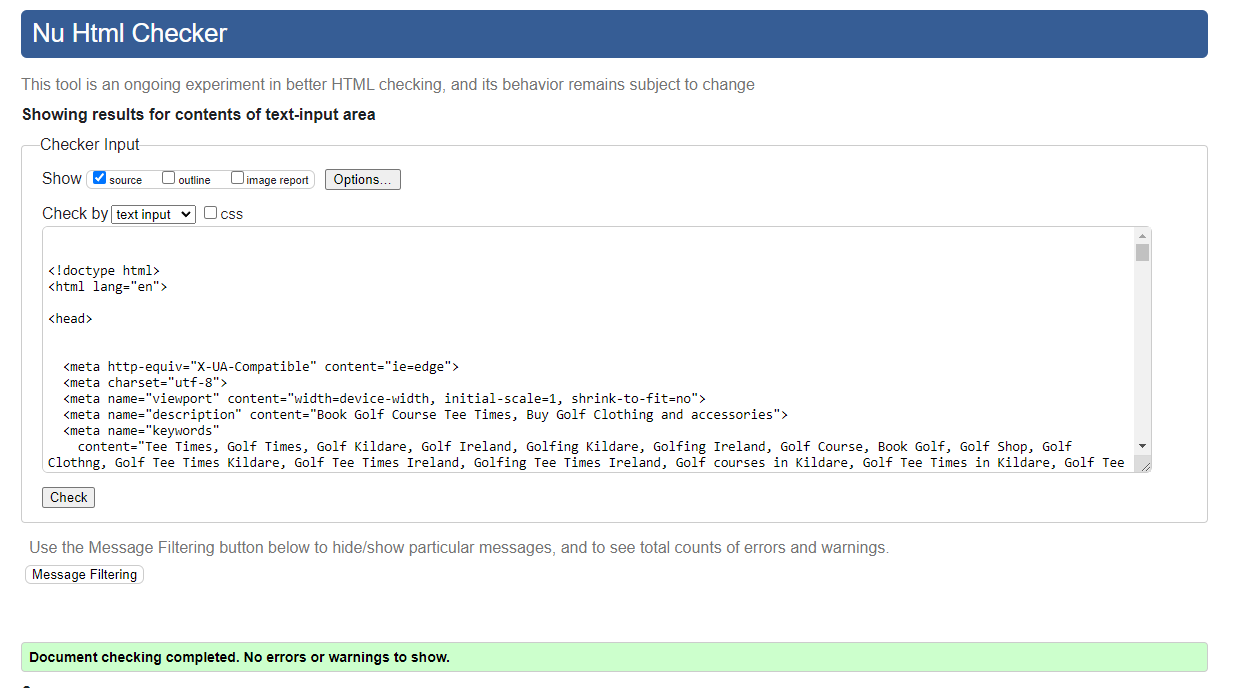 Nu Html Checker
This tool is an ongoing experiment in better HTML checking, and its behavior remains subject to change
Showing results for contents of text-input area
Checker Input
Show source outline image report Options...
Check by text input css
<!doctype html>
<html lang="en">
<head>
<meta http-equiv="X-UA-Compatible" content="ie=edge">
<meta charset="utf-8">
<meta name="viewport" content="width=device-width, initial-scale=1, shrink-to-fit=no">
<meta name="description" content="Book Golf Course Tee Times, Buy Golf Clothing and accessories">
<meta name="keywords"
content="Tee Times, Golf Times, Golf Kildare, Golf Ireland, Golfing Kildare, Golfing Ireland, Golf Course, Book Golf, Golf Shop, Golf
Clothng, Golf Tee Times Kildare, Golf Tee Times Ireland, Golfing Tee Times Ireland, Golf courses in Kildare, Golf Tee Times in Kildare, Golf Tee
Check
Use the Message Filtering button below to hide/show particular messages, and to see total counts of errors and warnings.
Message Filtering
Document checking completed. No errors or warnings to show.